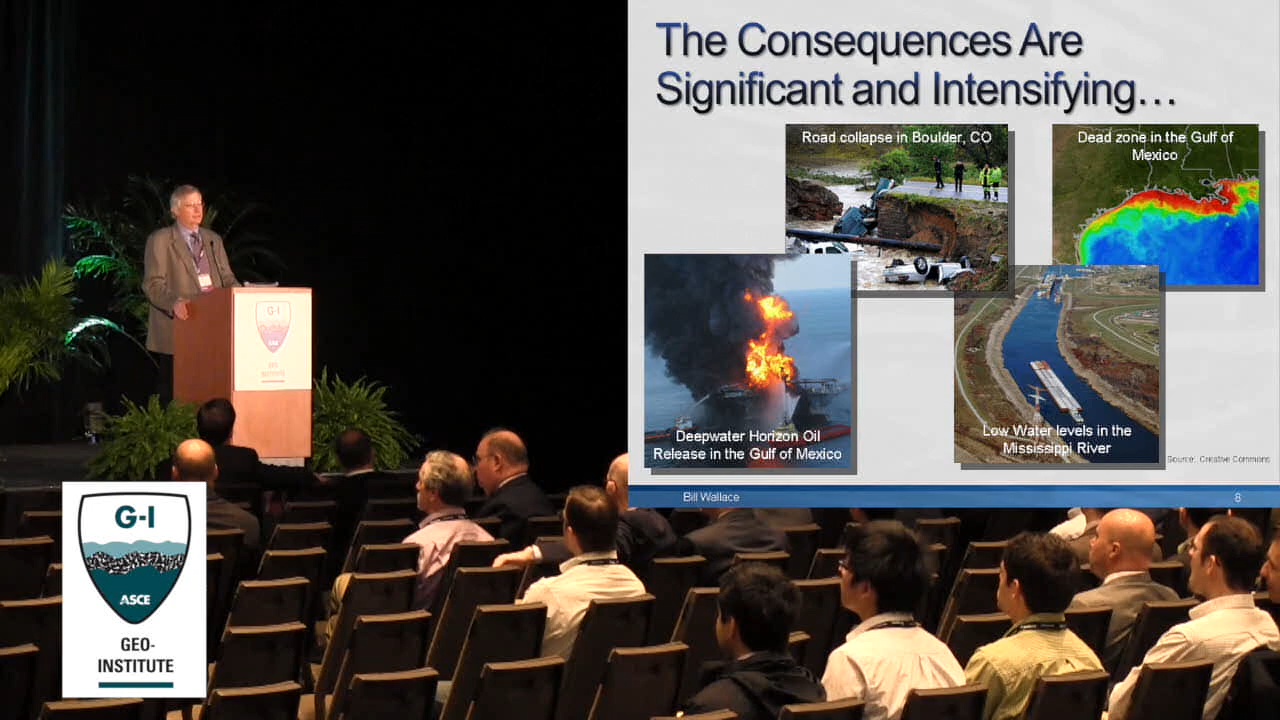 The Consequences Are
Significant and Intensifying…
Road collapse in Boulder, CO
Dead zone in the Gulf of
Mexico
Deepwater Horizon Oil
Release in the Gulf of Mexico
Low Water levels in the
Mississippi River
Source: Creative Commons
Bill Wallace
8
G-I
G-I
ASCE
GEO-
INSTITUTE